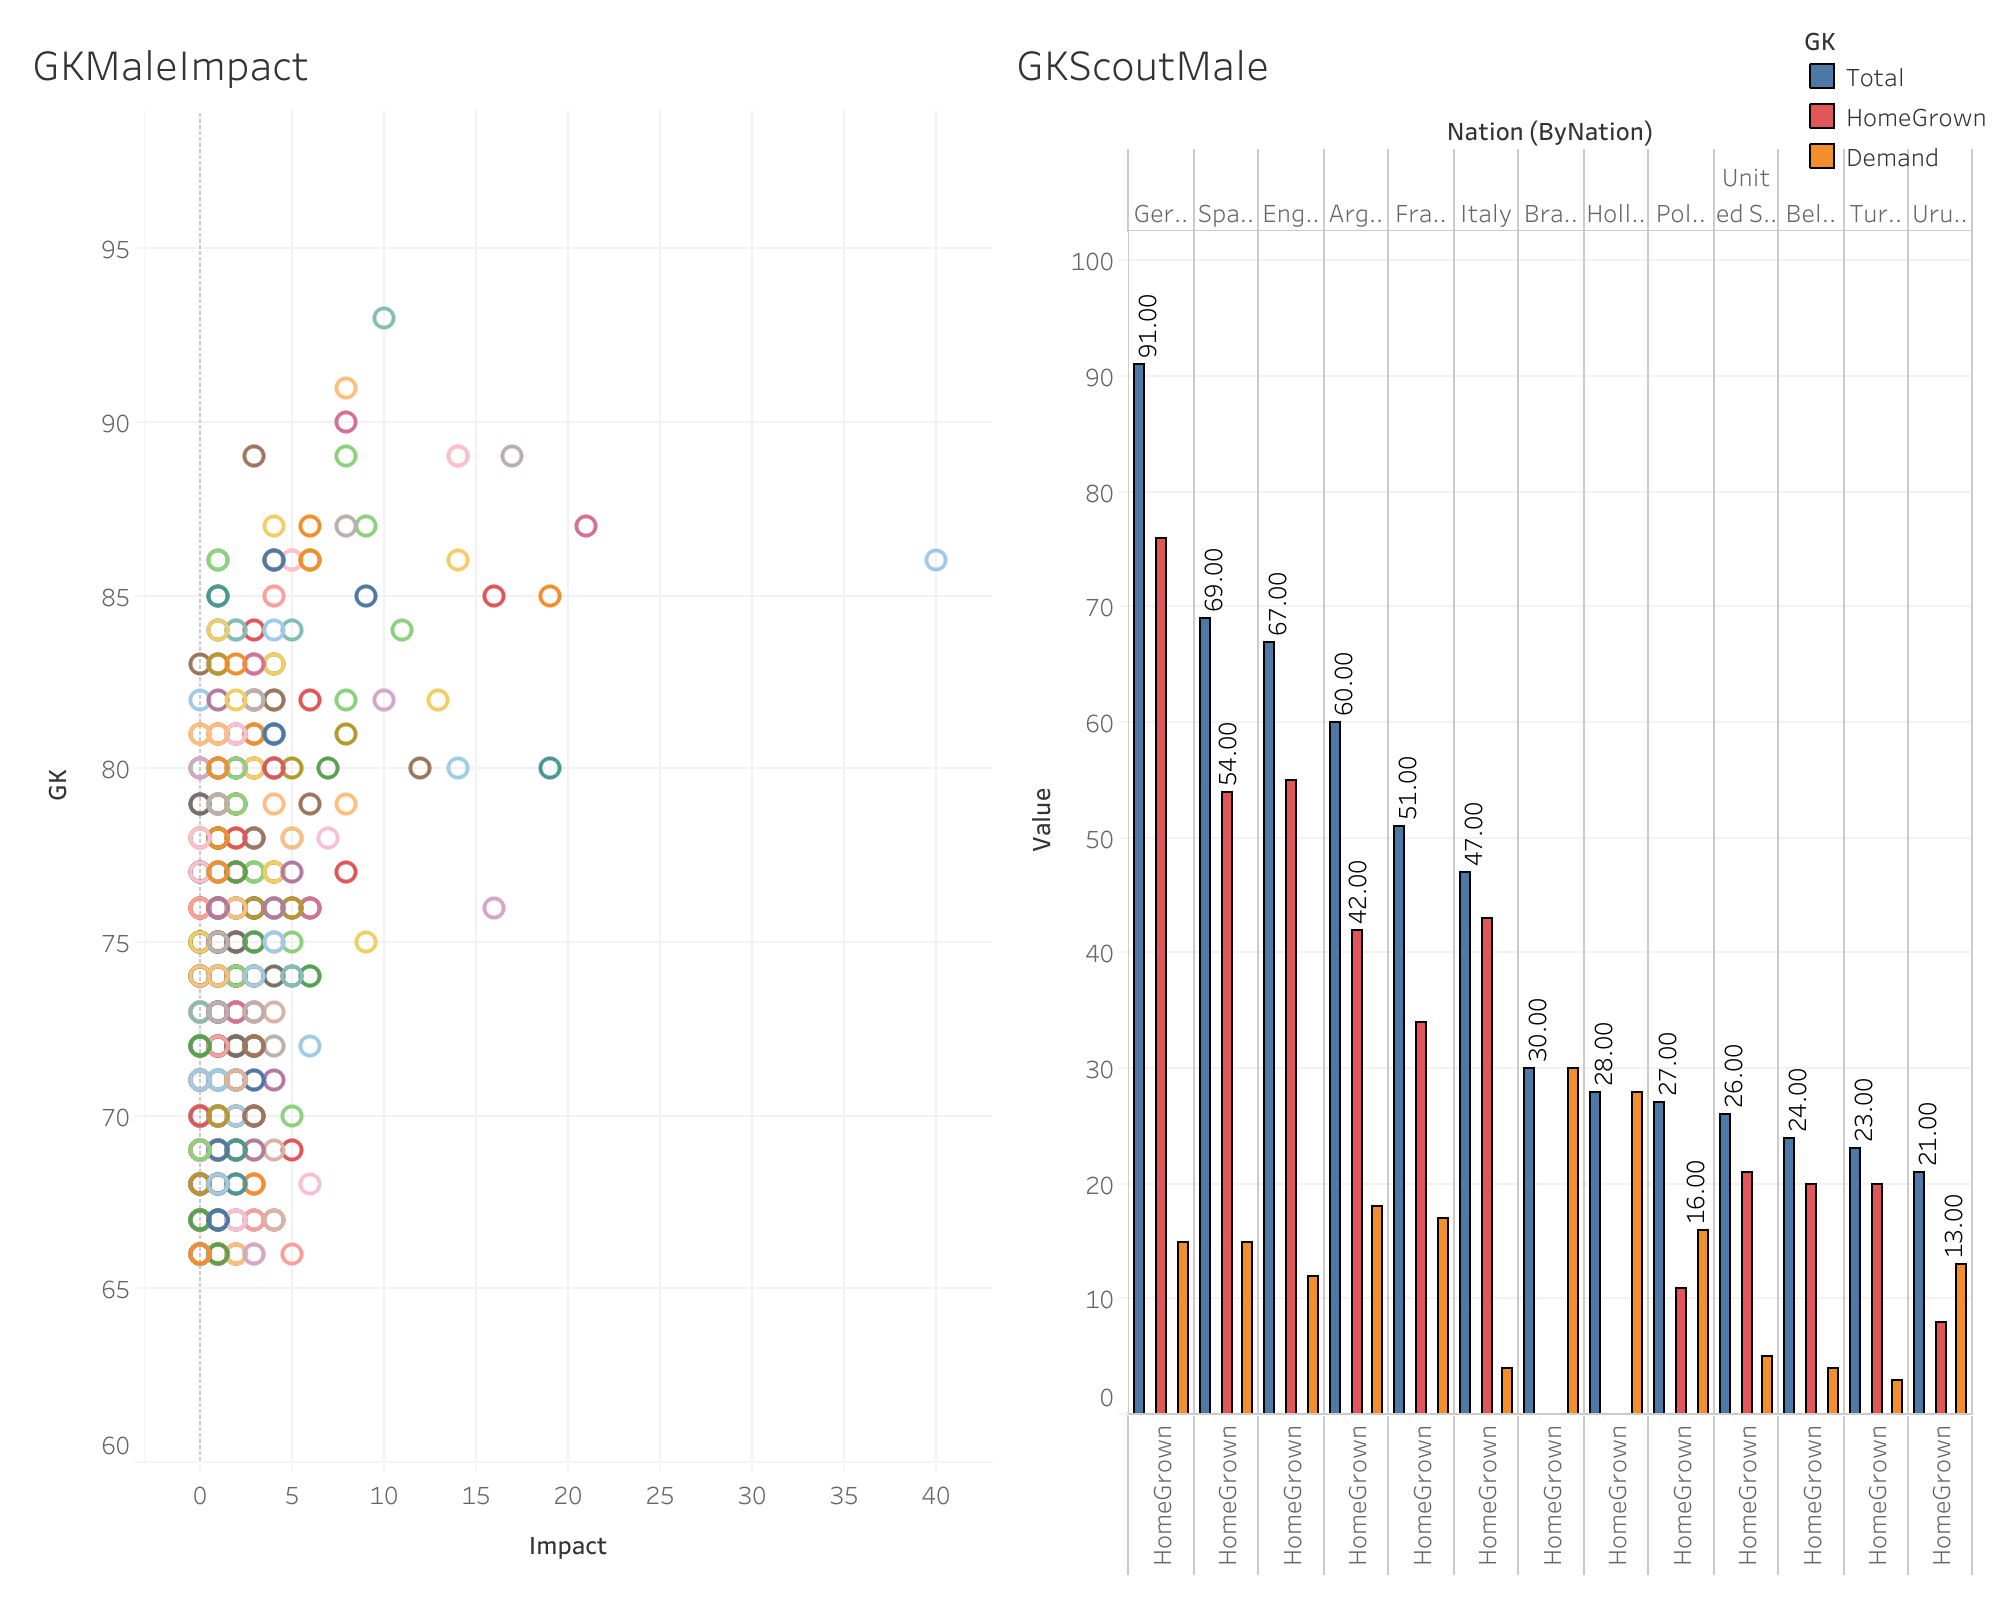 GKMaleImpact
95
90
85
80
75
70
65
60
GK
0 5 10 15 20 25 30 35 40
Impact
GKScoutMale
GK
Total
HomeGrown
Demand
Nation (ByNation)
Ger.. Spa.. Eng.. Arg.. Fra.. Italy Bra.. Holl.. Pol.. Unit
ed S.. Bel.. Tur.. Uru..
100
90
80
70
60
50
40
30
20
10
0
Value
91.00
69.00
54.00
67.00
60.00
42.00
51.00
47.00
30.00
28.00
27.00
16.00
26.00
24.00
23.00
21.00
13.00
HomeGrown HomeGrown HomeGrown HomeGrown HomeGrown HomeGrown HomeGrown HomeGrown HomeGrown HomeGrown HomeGrown HomeGrown HomeGrown